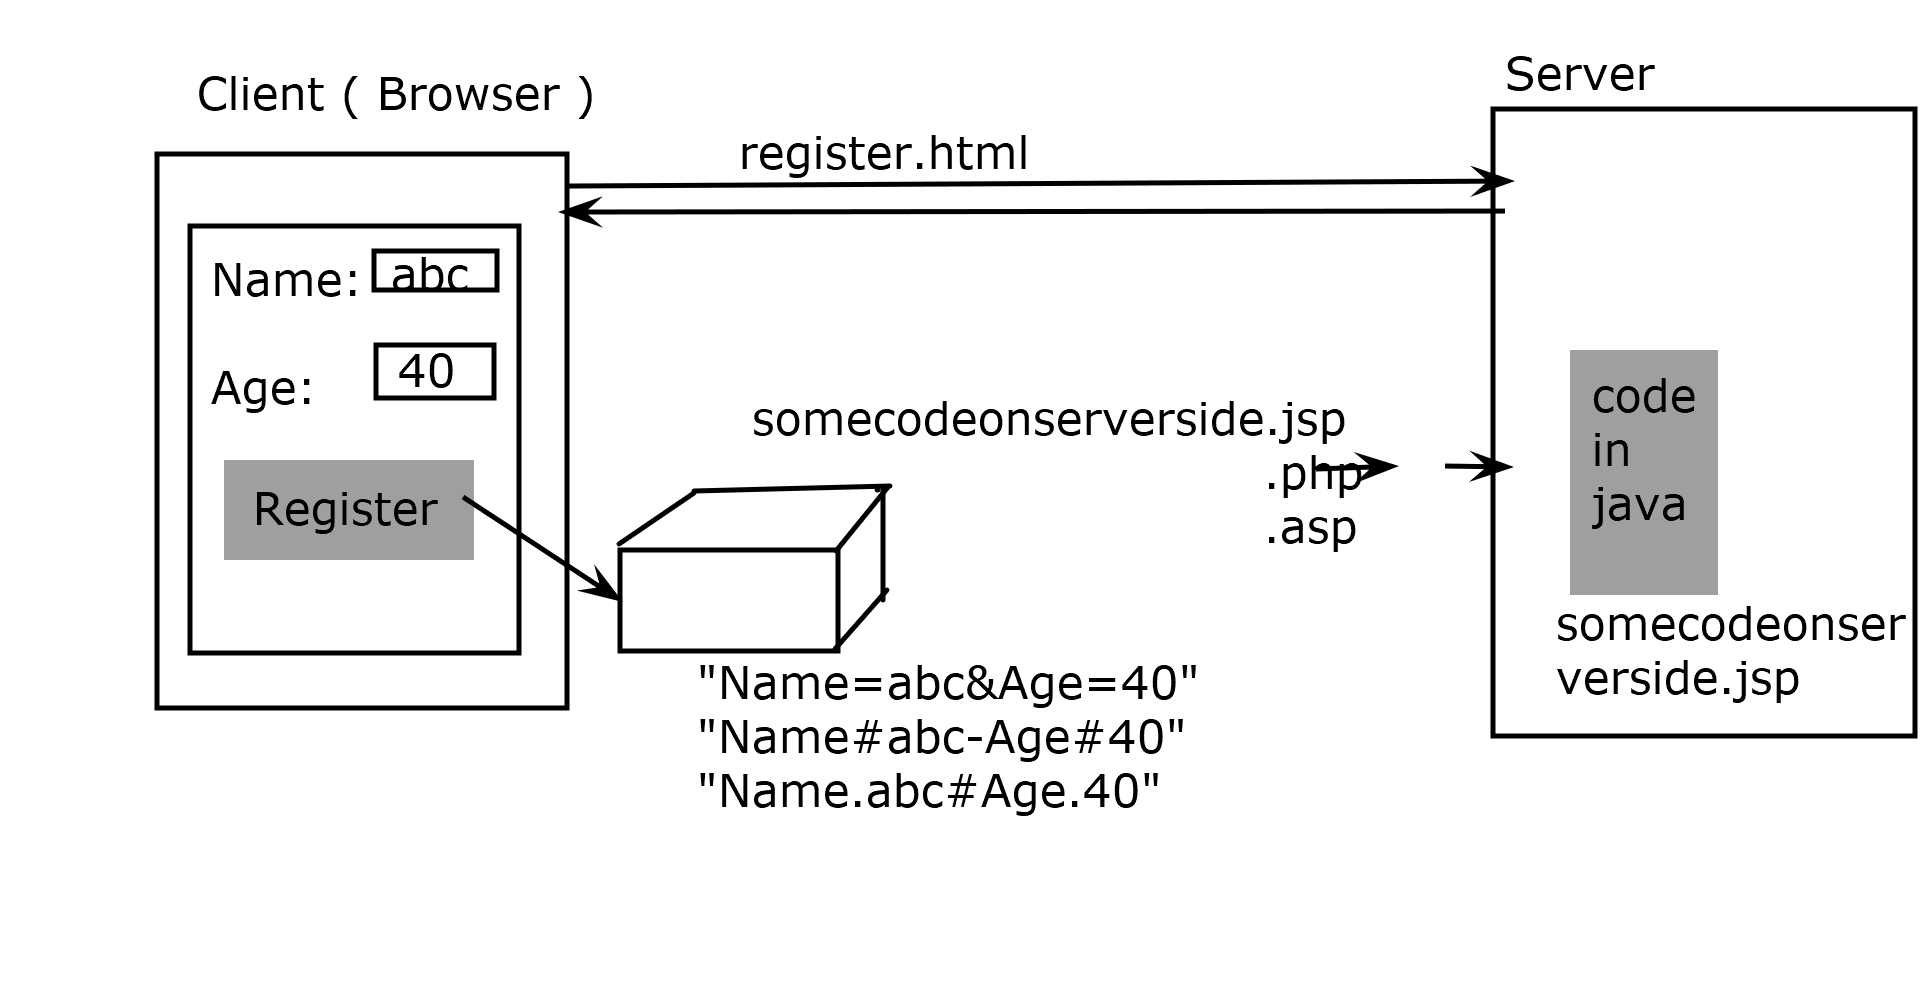 Client ( Browser )
Server
register.html
Name: abc
Age: 40
Register
somecodeonserverside.jsp
.php
.asp
code
in
java
somecodeonser
verside.jsp
"Name=abc&Age=40"
"Name#abc-Age#40"
"Name.abc#Age.40"